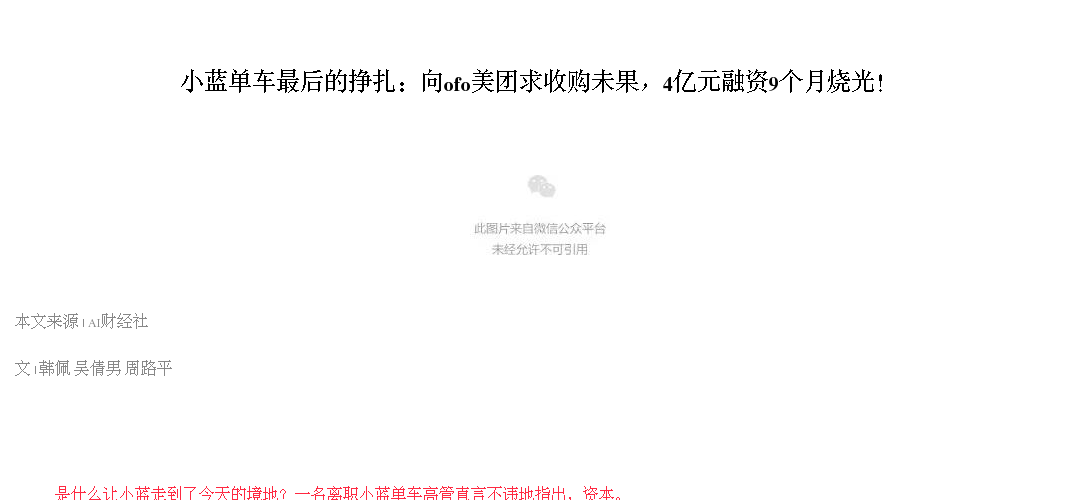 小蓝单车最后的挣扎：向ofo美团求收购未果，4亿元融资9个月烧光！
此图片来自微信公众平台
未经允许不可引用
本文来源 | AI财经社
文 | 韩佩 吴倩男 周路平
是什么让小蓝走到了今天的境地？一名离职小蓝单车高管直言不讳地指出，资本。